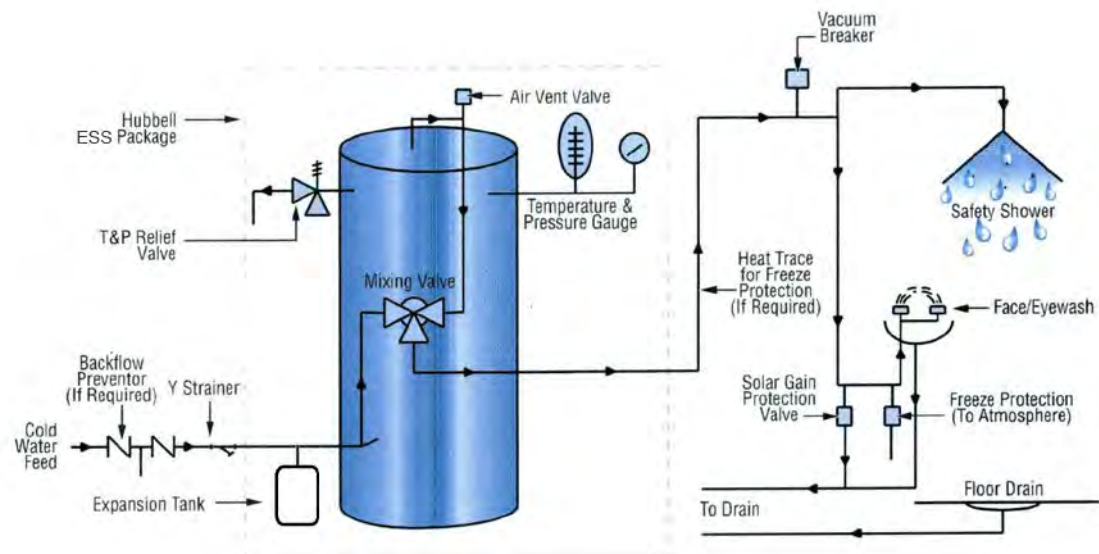 Vacuum
Breaker
Air Vent Valve
Hubbell
ESS Package
Temperature &
Pressure Gauge
Safety Shower
T&P Relief
Valve
Mixing Valve
Heat Trace
for Freeze
Protection
(If Required)
Face/Eyewash
Backflow
Preventor
(If Required)
Y Strainer
Solar Gain
Protection
Valve
Freeze Protection
(To Atmosphere)
Cold
Water
Feed
Expansion Tank
To Drain
Floor Drain